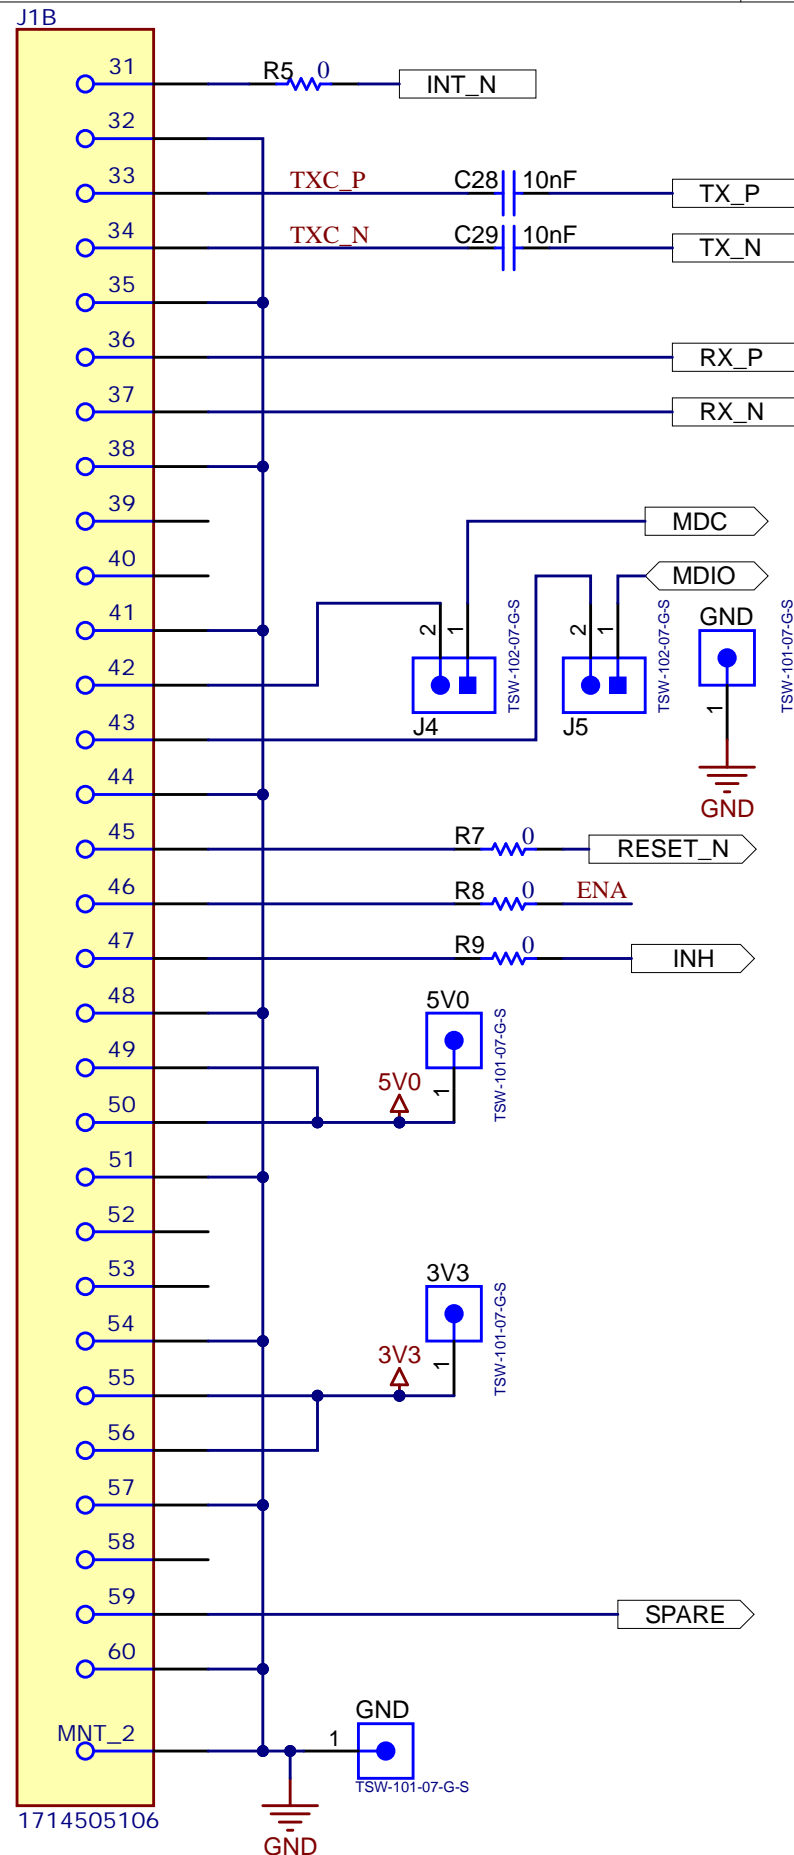 J1B
31 R5 0 INT_N
32
33 TXC_P C28 10nF TX_P
34 TXC_N C29 10nF TX_N
35
36 RX_P
37 RX_N
38
39 MDC
40 MDIO
41 2 1 TSW-102-07-G-S 2 1 TSW-102-07-G-S GND TSW-101-07-G-S
42
J4 J5 1
43
44 GND
45 R7 0 RESET_N
46 R8 0 ENA
47 R9 0 INH
48 5V0
49 5V0 1 TSW-101-07-G-S
50
51
52
53 3V3
54
55 3V3 1 TSW-101-07-G-S
56
57
58
59 SPARE
60
GND
MNT_2 1
TSW-101-07-G-S
1714505106
GND